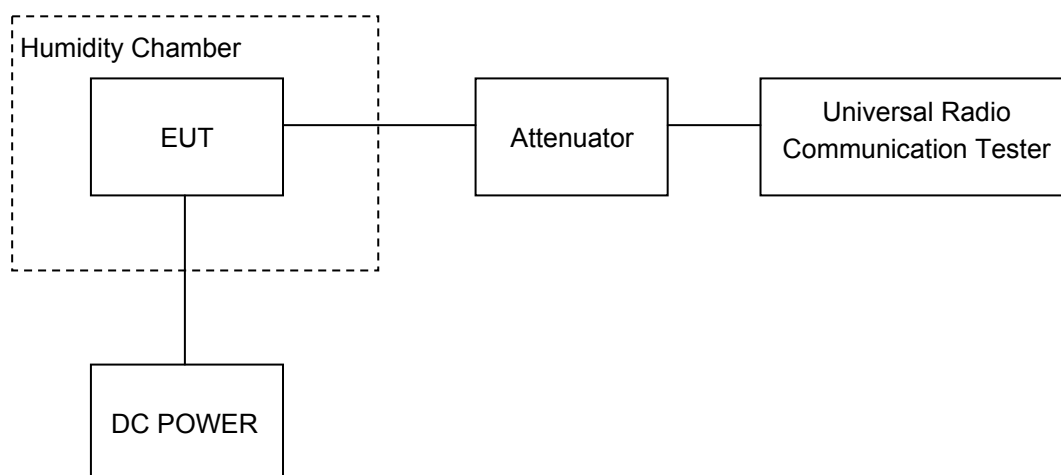 Humidity Chamber
EUT
Attenuator
Universal Radio
Communication Tester
DC POWER